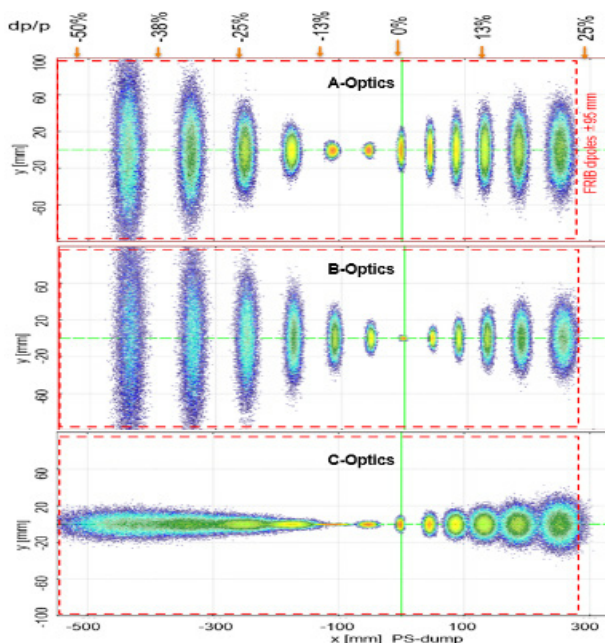 dp/p -50% -38% -25% -13% 0% 13% 25%
100 60 20 -20 -60
y [mm]
A-Optics
FRIB dpoles ±95 mm
60 20 -20 -60
y [mm]
B-Optics
60 20 -20 -60 -100
y [mm]
C-Optics
-500 -300 -100 100 300
x [mm] PS-dump